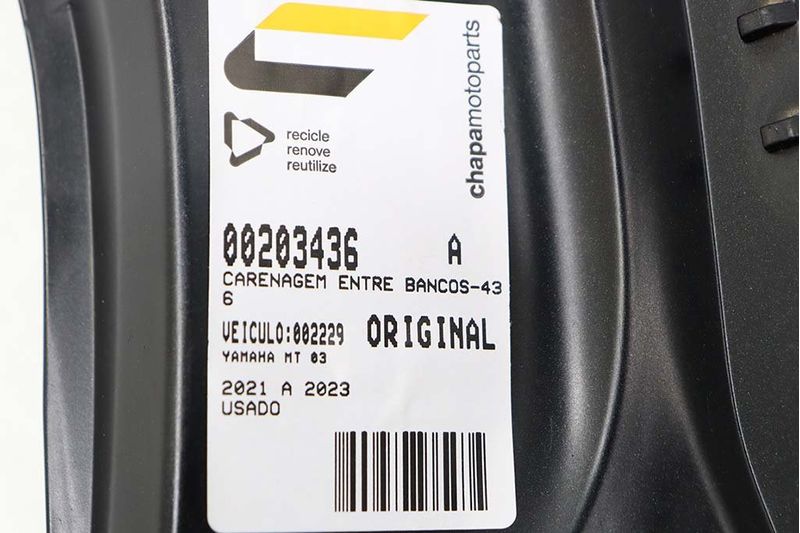 chapamotoparts
recicle
renove
reutilize
00203436 A
CARENAGEM ENTRE BANCOS-43
6
VEICULO:002229 ORIGINAL
YAMAHA MT 03
2021 A 2023
USADO